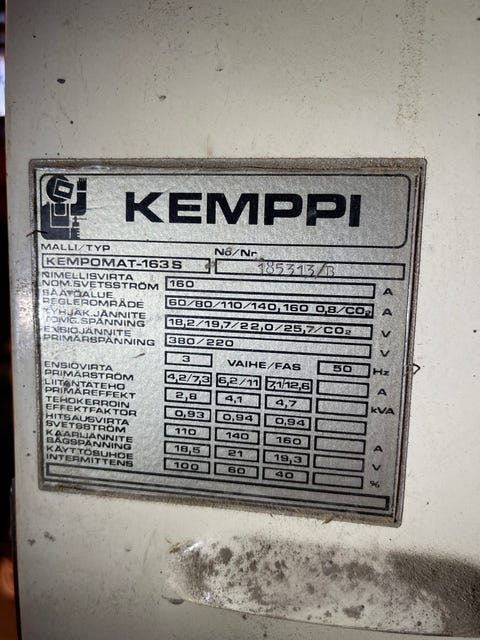 KEMPPI
MALLI/TYP No/Nr.
KEMPOMAT-163S 185313/B
NIMELLISVIRTA
NOM.SVETSSTRÖM 160 A
SÄÄTÖALUE
REGLEROMRÅDE 60/80/110/140,160 0,8/CO₂ A
TYHJÄK.JÄNNITE
TOMG.SPÄNNING 18,2/19,7/22,0/25,7/CO₂ V
ENSIÖJÄNNITE
PRIMÄRSPÄNNING 380/220 V
3 VAIHE/FAS 50 Hz
ENSIÖVIRTA
PRIMÄRSTRÖM 4,2/7,3 6,2/11 7,1/12,6 A
LIITÄNTÄTEHO
PRIMÄREFFEKT 2,8 4,1 4,7 kVA
TEHOKERROIN
EFFEKTFAKTOR 0,93 0,94 0,94
HITSAUSVIRTA
SVETSSTRÖM 110 140 160 A
KAARIJÄNNITE
BÅGSPÄNNING 18,5 21 19,3 V
KÄYTTÖSUHDE
INTERMITTENS 100 60 40 %